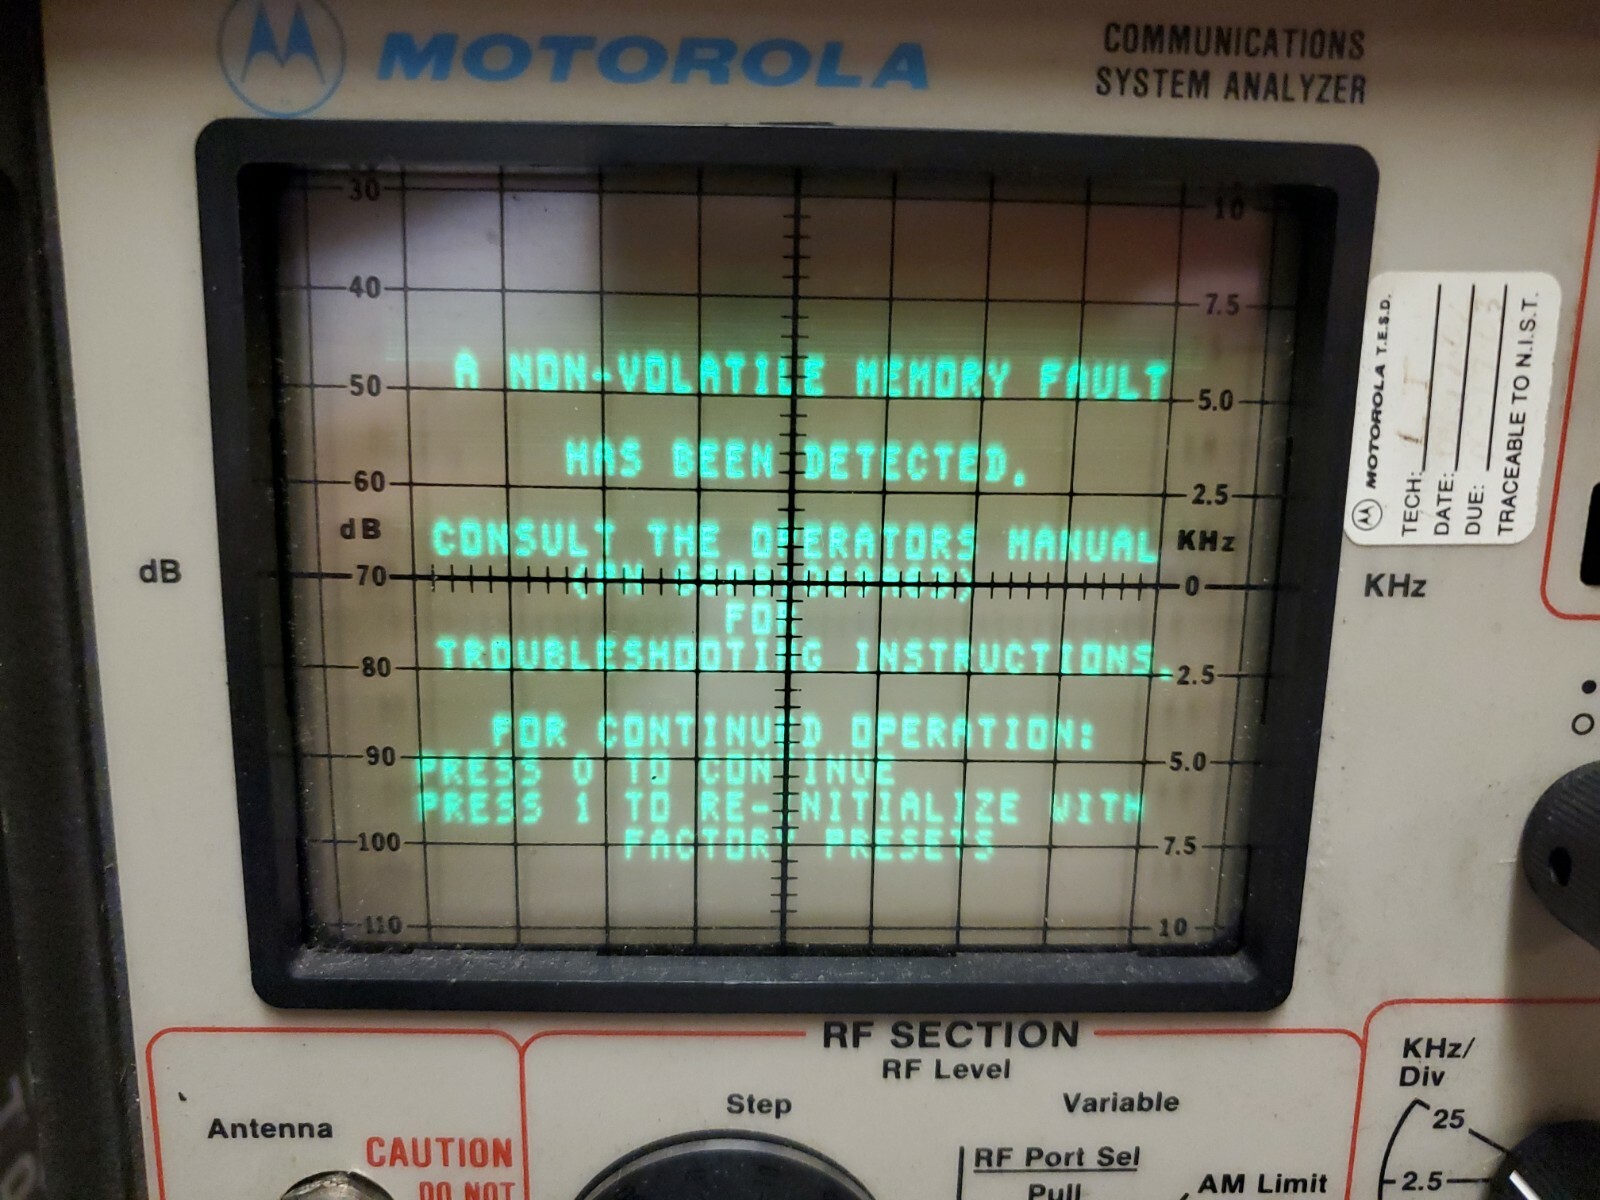 MOTOROLA
COMMUNICATIONS
SYSTEM ANALYZER
30
40
50
60
dB
70
80
90
100
110
10
7.5
5.0
2.5
KHz
0
2.5
5.0
7.5
10
A NON-VOLATILE MEMORY FAULT
HAS BEEN DETECTED.
CONSULT THE OPERATORS MANUAL
(PN
FOR
TROUBLESHOOTING INSTRUCTIONS.
FOR CONTINUED OPERATION:
PRESS 0 TO CONTINUE
PRESS 1 TO RE-INITIALIZE WITH
FACTORY PRESETS
dB
KHz
MOTOROLA T.E.S.D.
TECH:
DATE:
DUE:
TRACEABLE TO N.I.S.T.
RF SECTION
RF Level
Step
Variable
Antenna
CAUTION
DO NOT
RF Port Sel
Pull
AM Limit
KHz/
Div
25
2.5